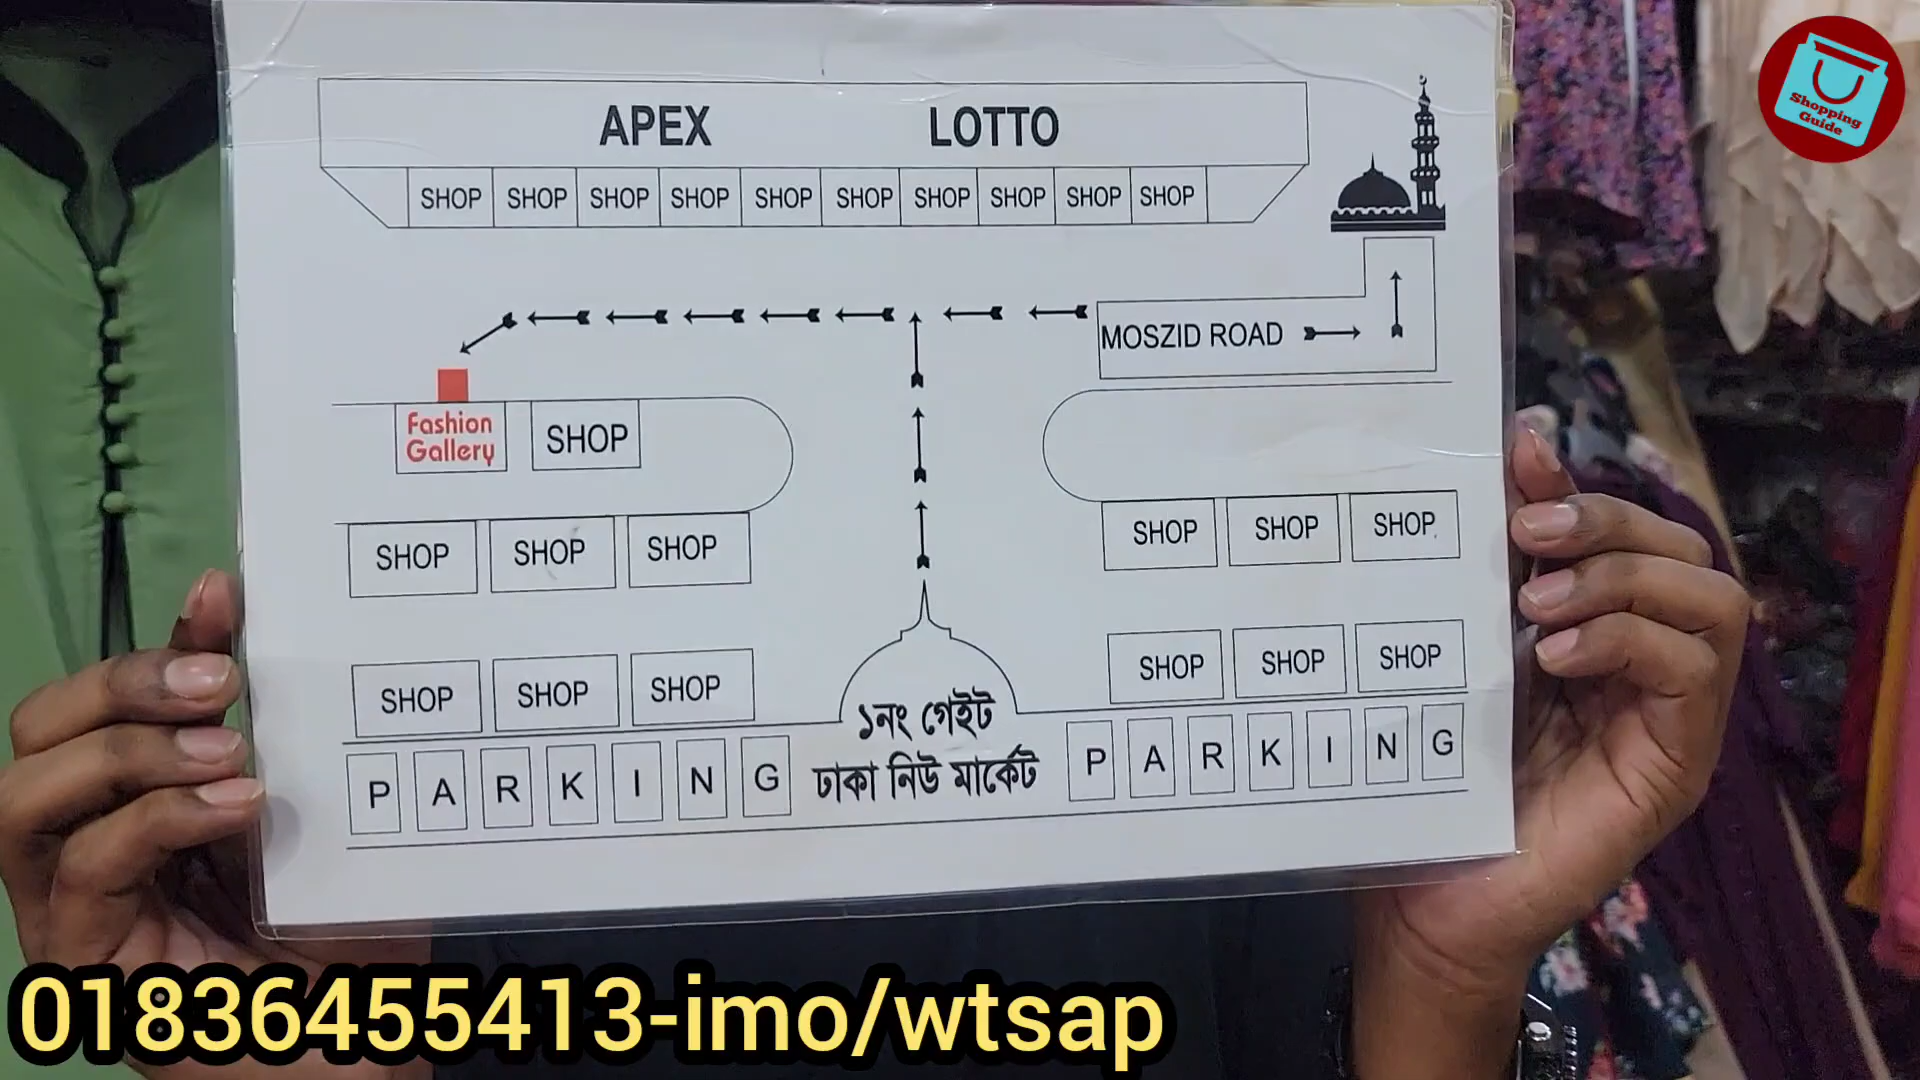 Shopping
Guide
APEX LOTTO
SHOP SHOP SHOP SHOP SHOP SHOP SHOP SHOP SHOP SHOP
MOSZID ROAD
Fashion
Gallery
SHOP
SHOP SHOP SHOP
SHOP SHOP SHOP
SHOP SHOP SHOP
SHOP SHOP SHOP
১নং গেইট
ঢাকা নিউ মার্কেট
P A R K I N G
P A R K I N G
01836455413-imo/wtsap